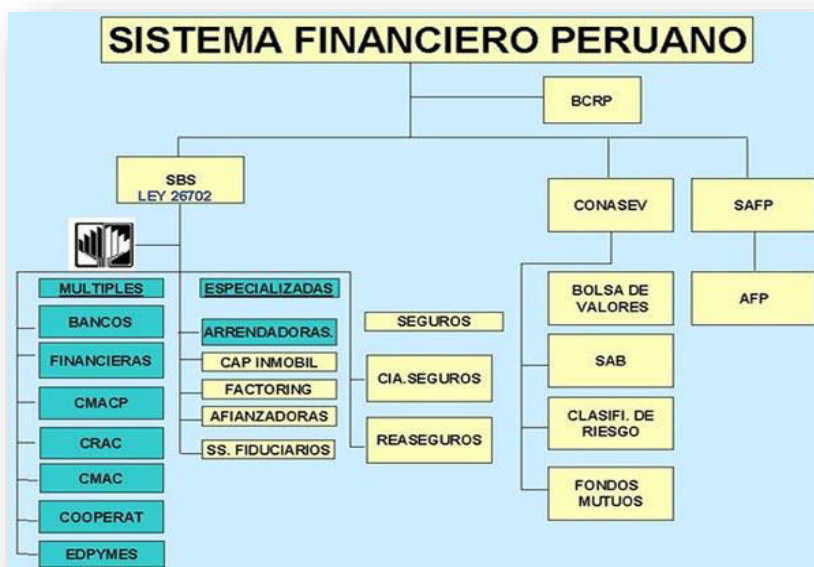 SISTEMA FINANCIERO PERUANO
BCRP
SBS
LEY 26702
CONASEV
SAFP
MULTIPLES
BANCOS
FINANCIERAS
CMACP
CRAC
CMAC
COOPERAT
EDPYMES
ESPECIALIZADAS
ARRENDADORAS.
CAP INMOBIL
FACTORING
AFIANZADORAS
SS. FIDUCIARIOS
SEGUROS
CIA.SEGUROS
REASEGUROS
BOLSA DE
VALORES
SAB
CLASIFI. DE
RIESGO
FONDOS
MUTUOS
AFP